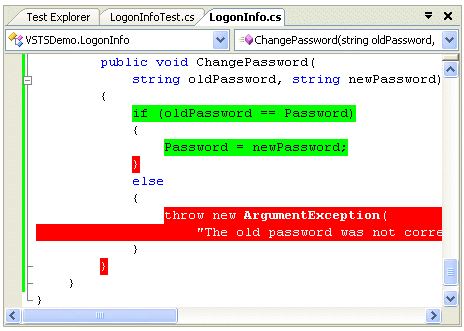 Test Explorer LogonInfoTest.cs LogonInfo.cs
VSTSDemo.LogonInfo ChangePassword(string oldPassword,
public void ChangePassword(
string oldPassword, string newPassword)
{
if (oldPassword == Password)
{
Password = newPassword;
}
else
{
throw new ArgumentException(
"The old password was not corre
}
}
}
}